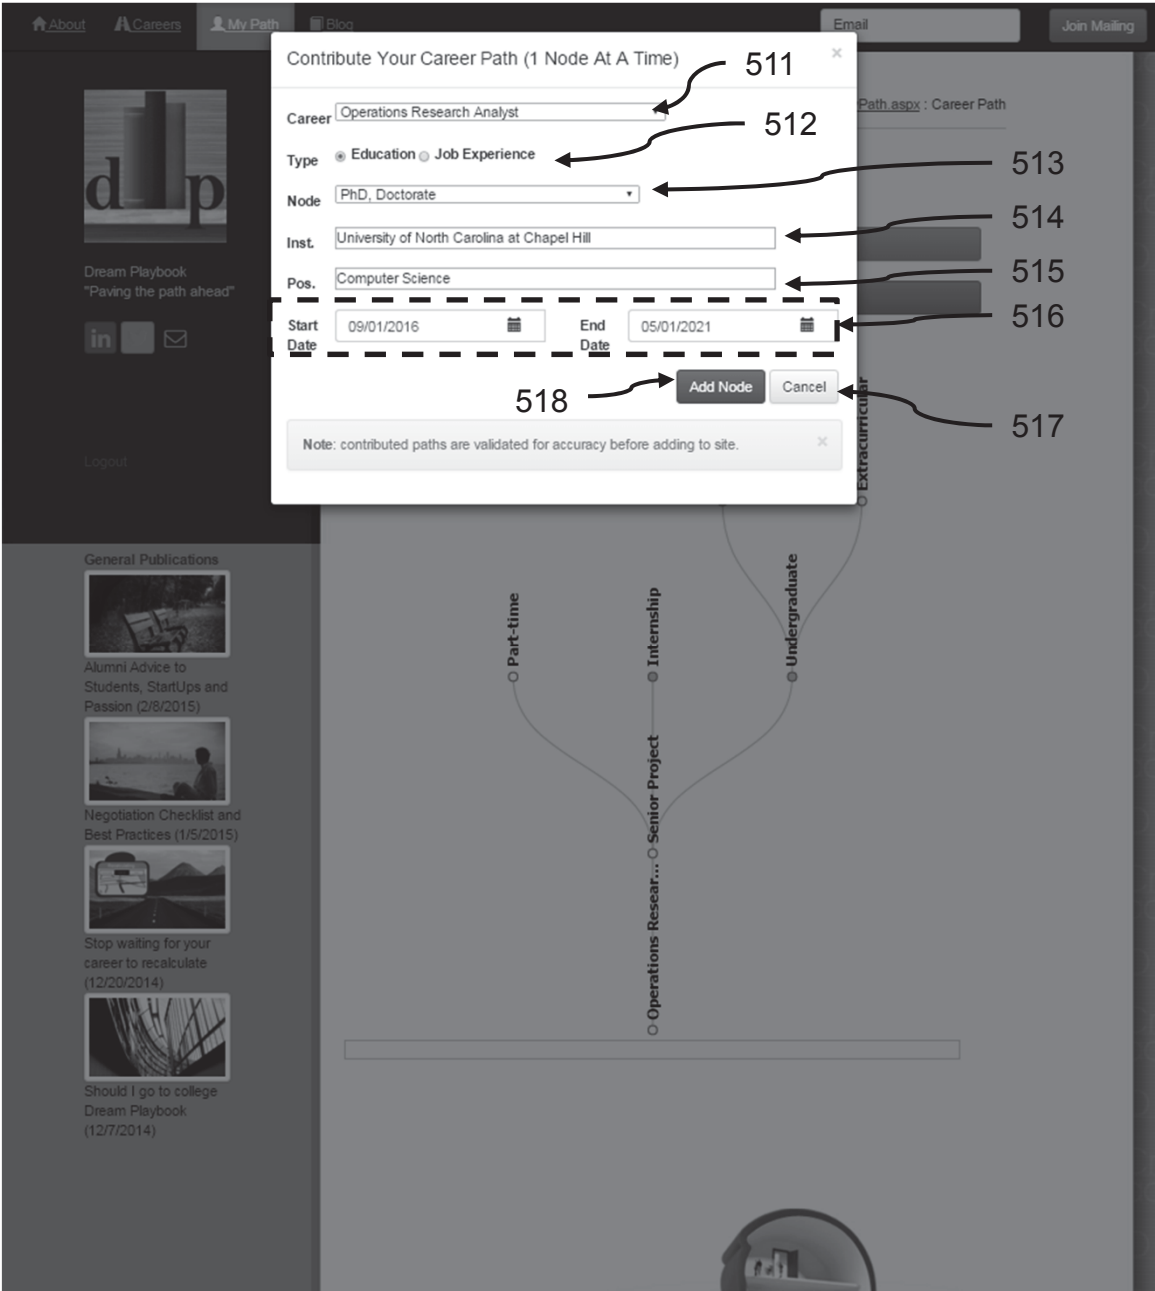 About Careers My Path Blog Email Join Mailing
Contribute Your Career Path (1 Node At A Time) ×
511
Career Operations Research Analyst
Path.aspx : Career Path
512
Type Education Job Experience
513
Node PhD, Doctorate
514
Inst. University of North Carolina at Chapel Hill
515
Pos. Computer Science
516
Start Date 09/01/2016 End Date 05/01/2021
518 Add Node Cancel
517
Note: contributed paths are validated for accuracy before adding to site. ×
dlp
Dream Playbook
"Paving the path ahead"
in
Logout
General Publications
Alumni Advice to
Students, StartUps and
Passion (2/8/2015)
Negotiation Checklist and
Best Practices (1/5/2015)
Stop waiting for your
career to recalculate
(12/20/2014)
Should I go to college
Dream Playbook
(12/7/2014)
Extracurricular
Part-time
Internship
Undergraduate
Senior Project
Operations Resear...